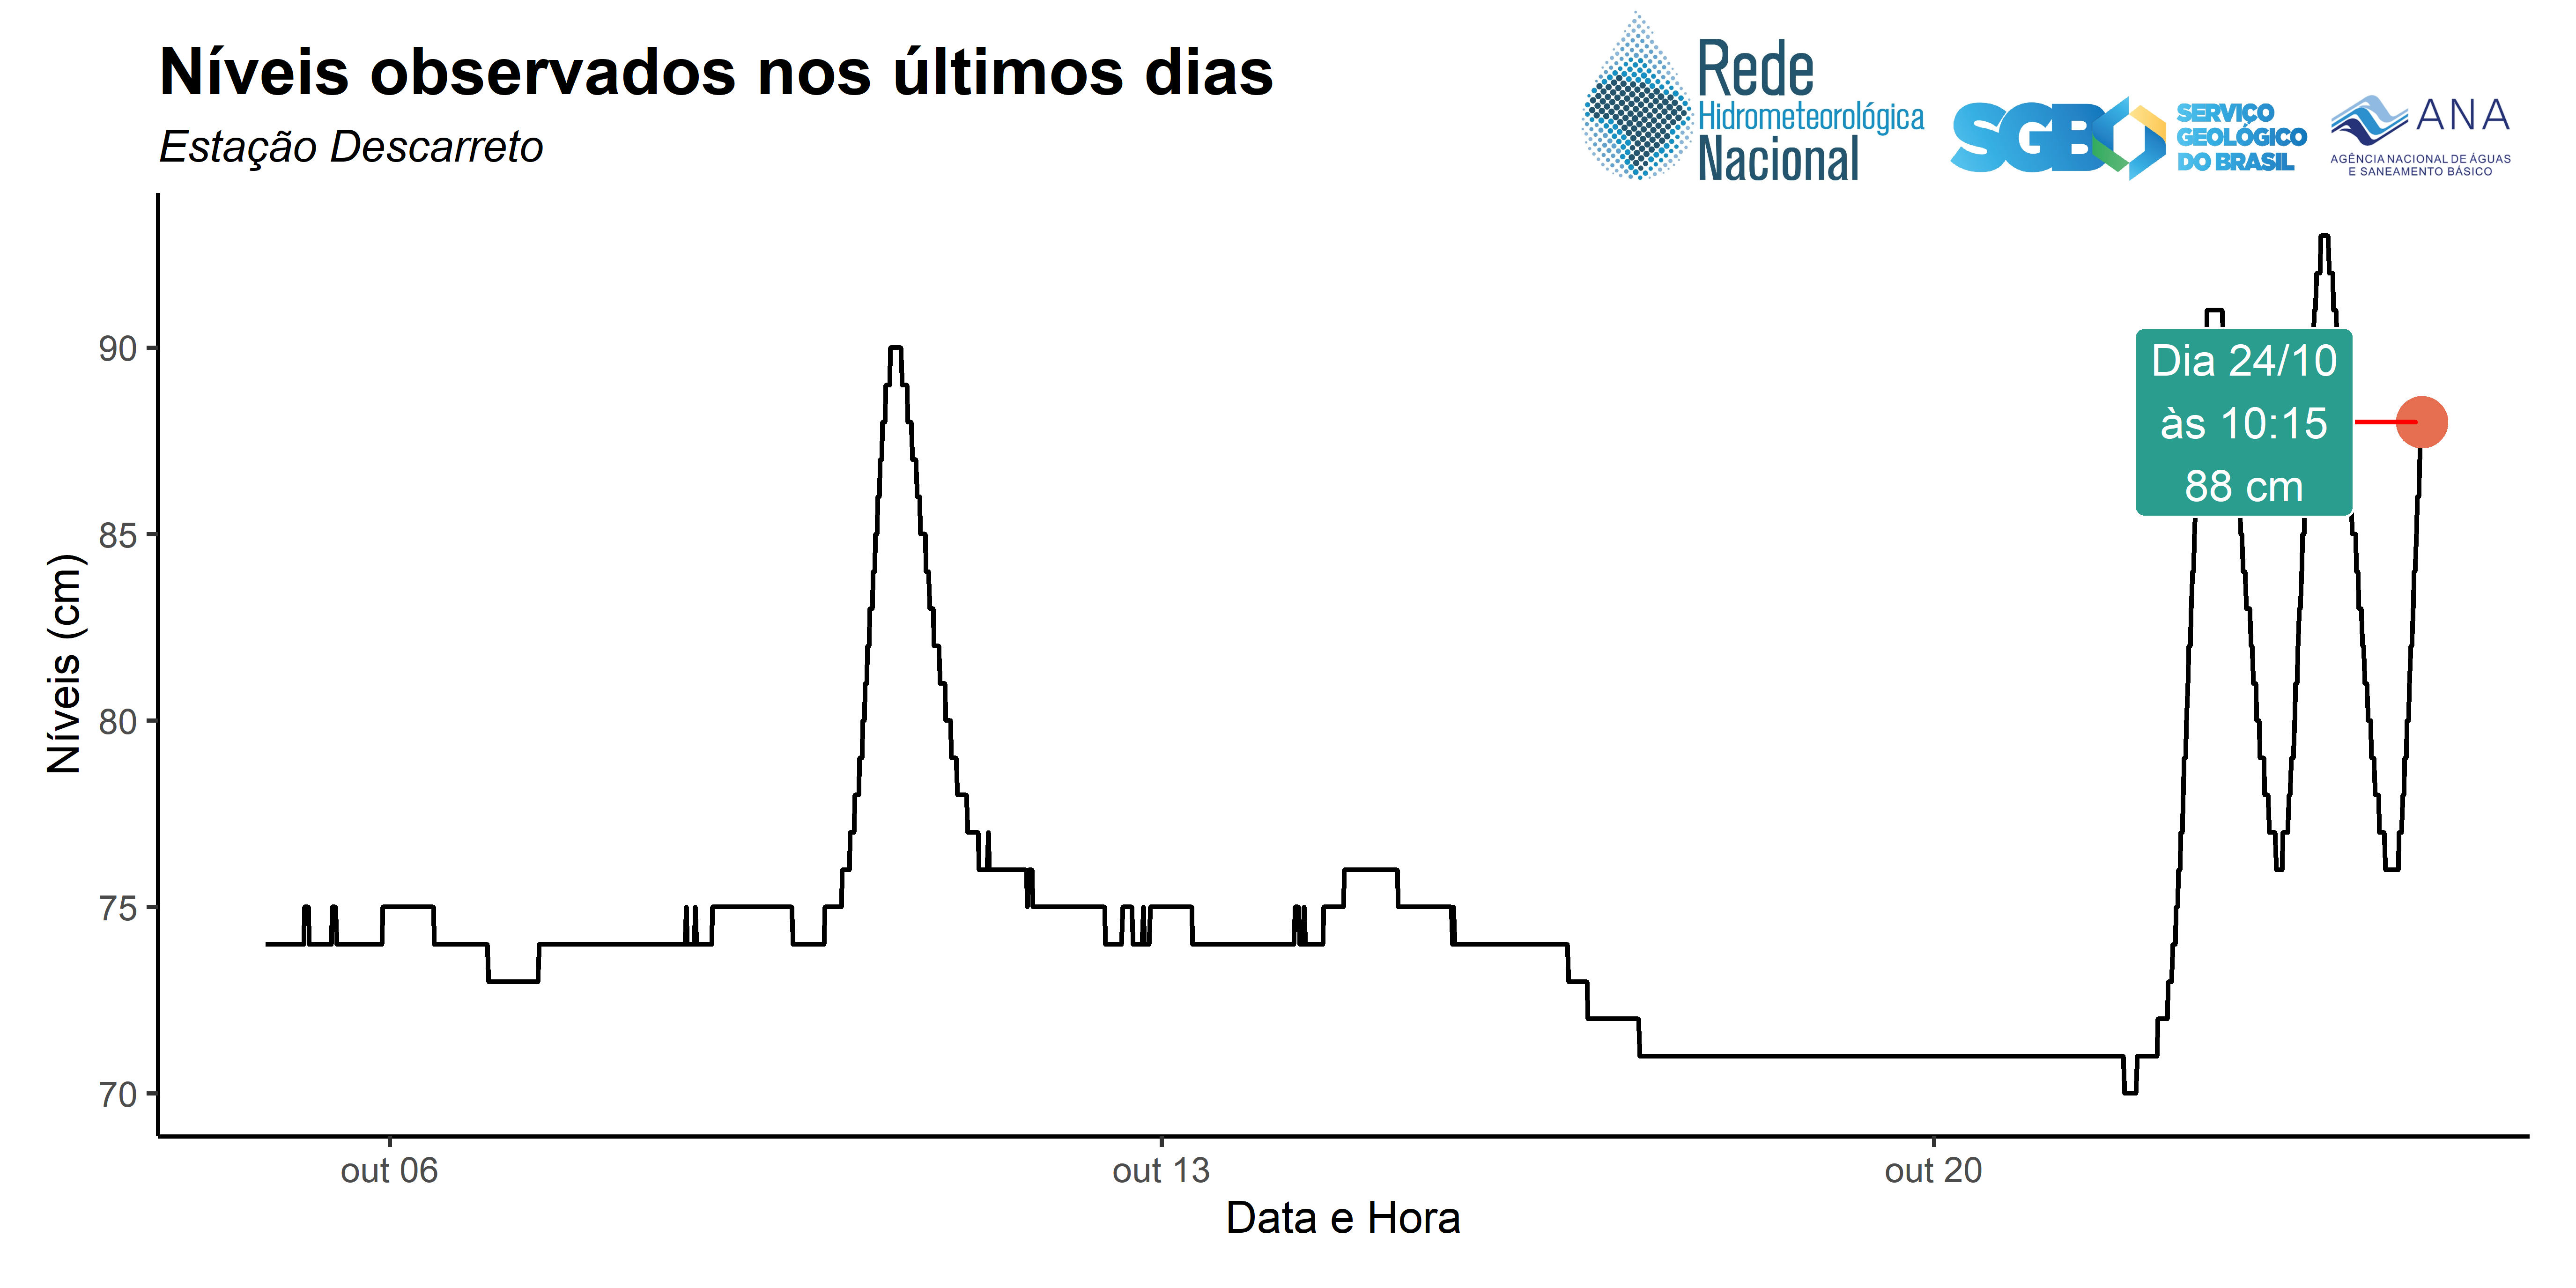 Níveis observados nos últimos dias
Estação Descarreto
Rede
Hidrometeorológica
Nacional
SGB
SERVIÇO
GEOLÓGICO
DO BRASIL
ANA
AGÊNCIA NACIONAL DE ÁGUAS
E SANEAMENTO BÁSICO
Níveis (cm)
90
85
80
75
70
Dia 24/10
às 10:15
88 cm
out 06
out 13
out 20
Data e Hora